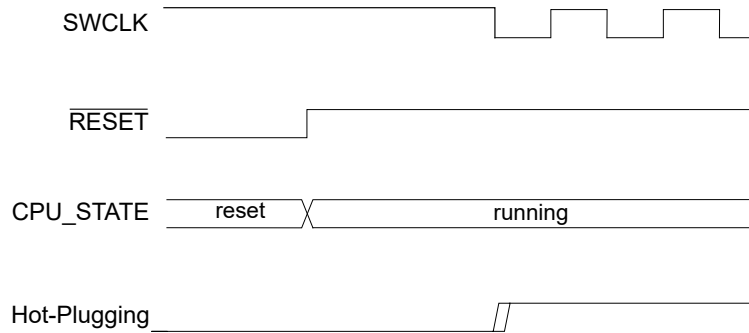 SWCLK
RESET
CPU_STATE
reset
running
Hot-Plugging